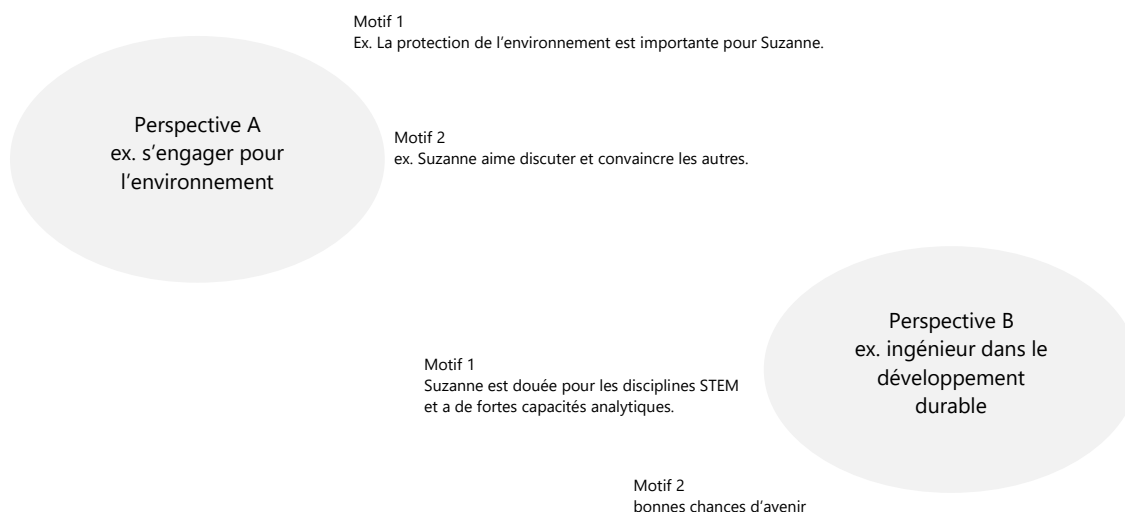 Motif 1
Ex. La protection de l'environnement est importante pour Suzanne.
Perspective A
ex. s'engager pour
l'environnement
Motif 2
ex. Suzanne aime discuter et convaincre les autres.
Perspective B
ex. ingénieur dans le
développement
durable
Motif 1
Suzanne est douée pour les disciplines STEM
et a de fortes capacités analytiques.
Motif 2
bonnes chances d'avenir